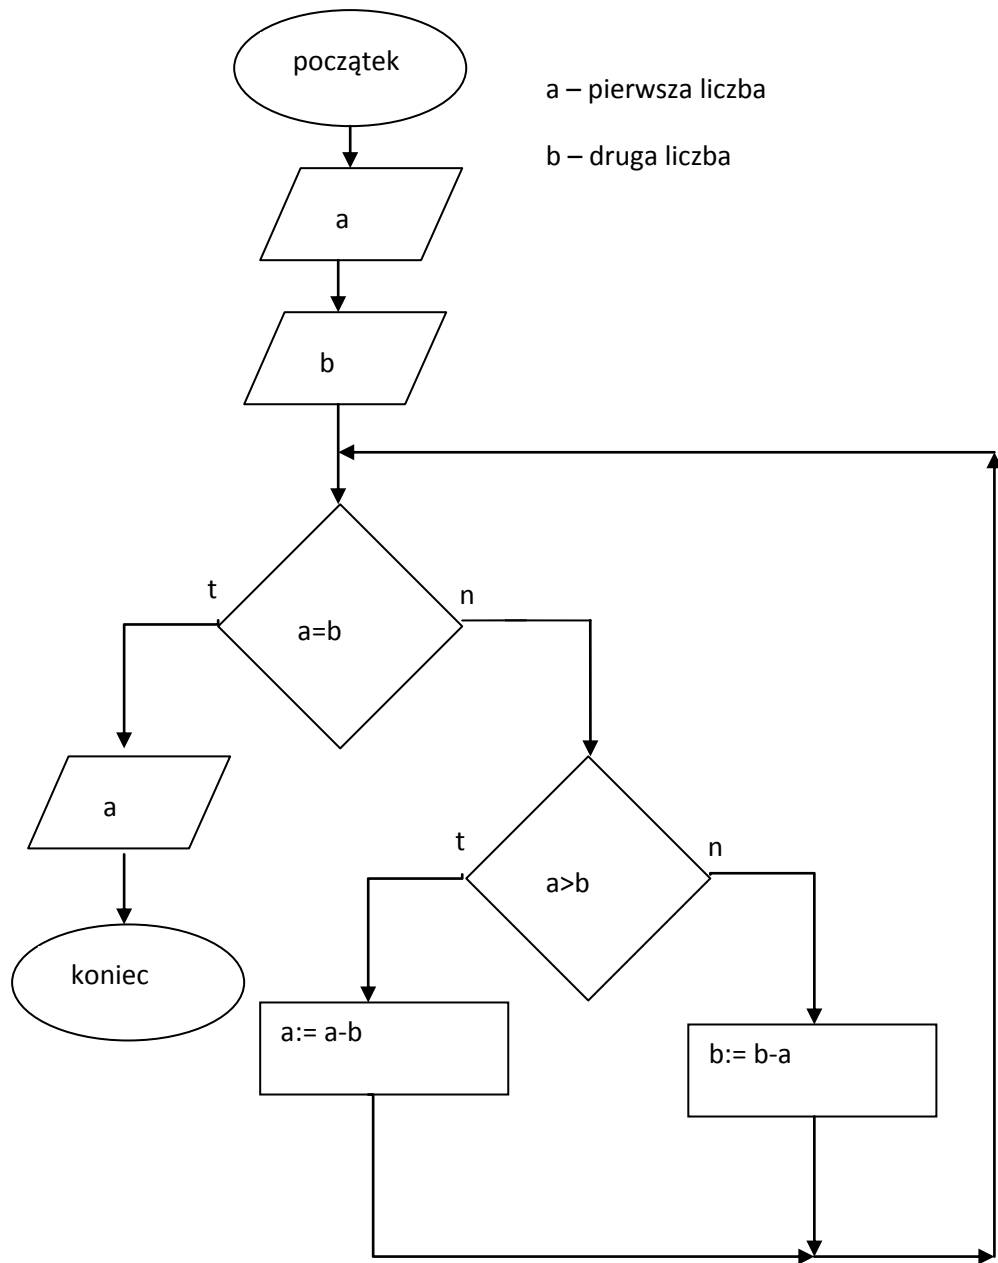 początek
a – pierwsza liczba
b – druga liczba
a
b
t
n
a=b
a
t
n
a>b
koniec
a:= a-b
b:= b-a